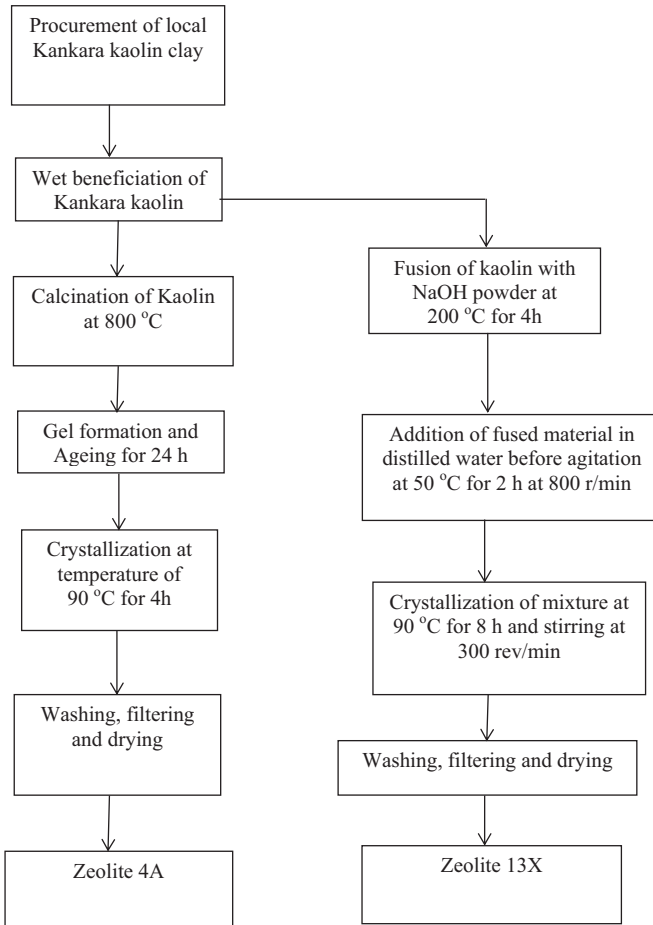 Procurement of local
Kankara kaolin clay
Wet beneficiation of
Kankara kaolin
Calcination of Kaolin
at 800 °C
Gel formation and
Ageing for 24 h
Crystallization at
temperature of
90 °C for 4h
Washing, filtering
and drying
Zeolite 4A
Fusion of kaolin with
NaOH powder at
200 °C for 4h
Addition of fused material in
distilled water before agitation
at 50 °C for 2 h at 800 r/min
Crystallization of mixture at
90 °C for 8 h and stirring at
300 rev/min
Washing, filtering and drying
Zeolite 13X